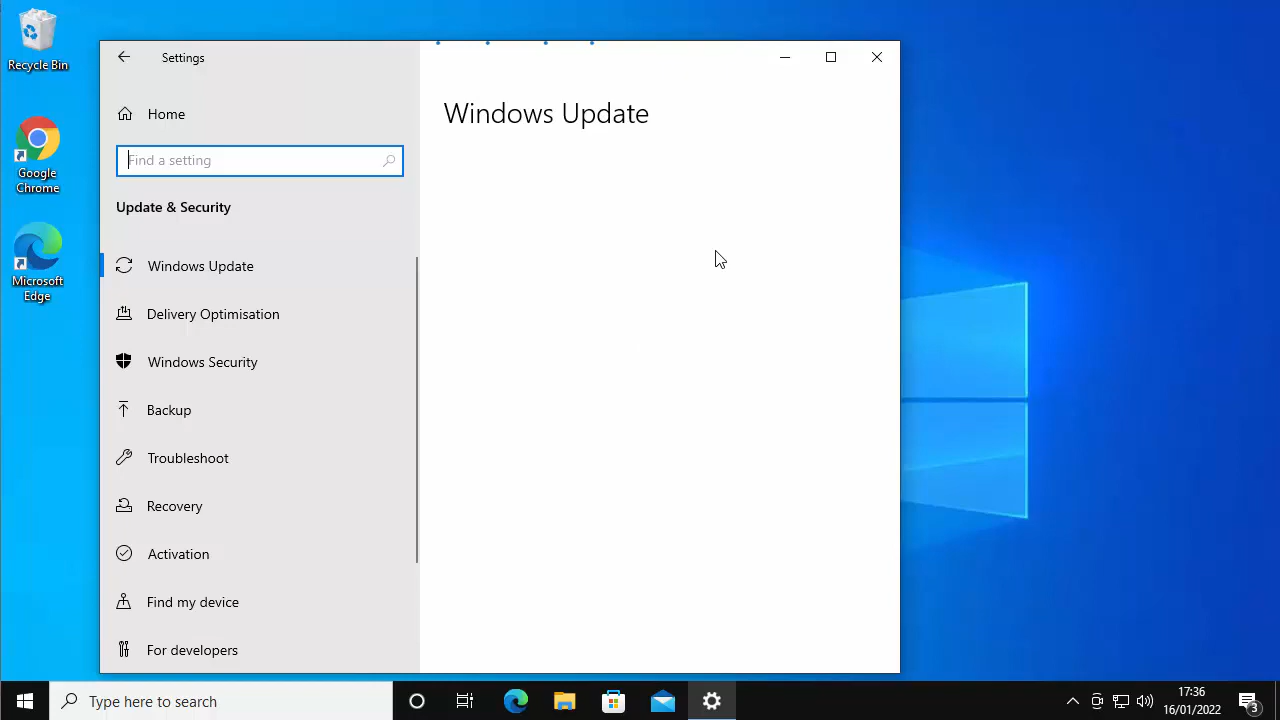 Recycle Bin
Google
Chrome
Microsoft
Edge
Settings
Home
Find a setting
Update & Security
Windows Update
Delivery Optimisation
Windows Security
Backup
Troubleshoot
Recovery
Activation
Find my device
For developers
Windows Update
Type here to search
17:36
16/01/2022
3